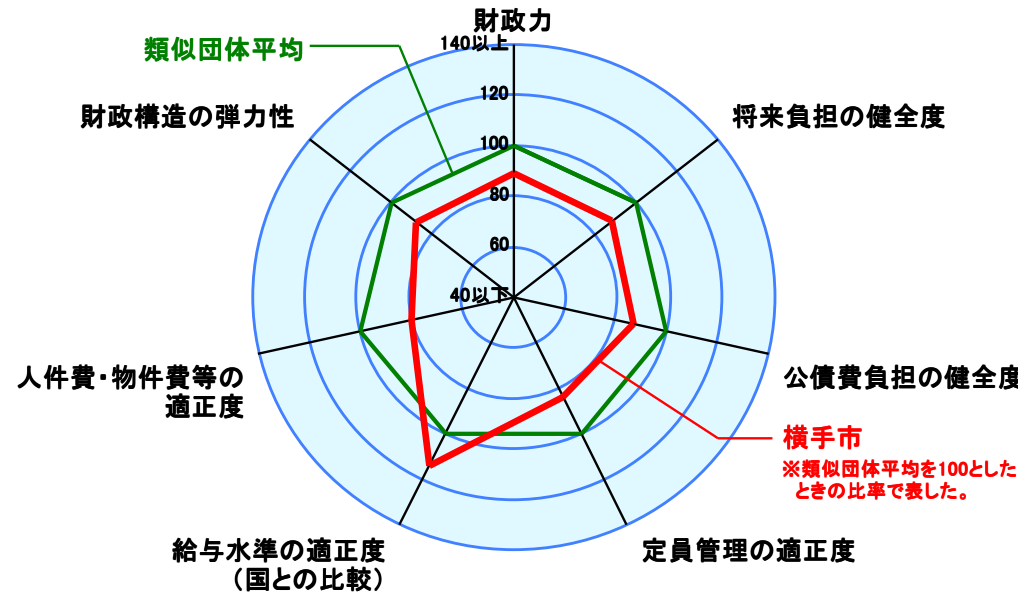 財政力
140以上
類似団体平均
120
財政構造の弾力性
将来負担の健全度
100
80
60
40以下
人件費・物件費等の
適正度
公債費負担の健全度
横手市
※類似団体平均を100とした
ときの比率で表した。
給与水準の適正度
（国との比較）
定員管理の適正度